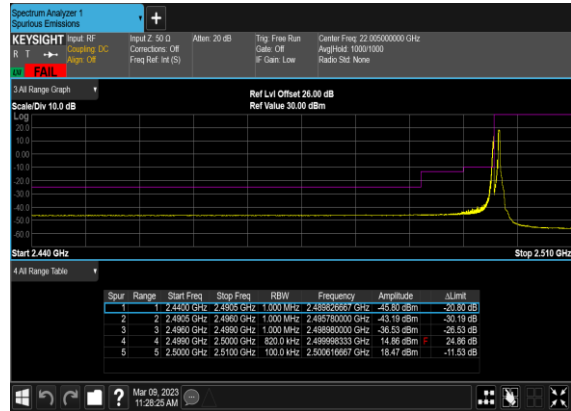 Spectrum Analyzer 1
Spurious Emissions
KEYSIGHT Input: RF Input Z: 50 Ω Atten: 20 dB Trig: Free Run Center Freq: 22.005000000 GHz
R T Coupling: DC Corrections: Off Gate: Off Avg|Hold: 1000/1000
Align: Off Freq Ref: Int (S) IF Gain: Low Radio Std: None
LW FAIL
3 All Range Graph
Ref Lvl Offset 26.00 dB
Scale/Div 10.0 dB Ref Value 30.00 dBm
Log
20.0
10.0
0.00
-10.0
-20.0
-30.0
-40.0
-50.0
-60.0
Start 2.440 GHz Stop 2.510 GHz
4 All Range Table
Spur Range Start Freq Stop Freq RBW Frequency Amplitude ΔLimit
1 1 2.4400 GHz 2.4905 GHz 1.000 MHz 2.489826667 GHz -45.80 dBm -20.80 dB
2 2 2.4905 GHz 2.4960 GHz 1.000 MHz 2.495780000 GHz -43.19 dBm -30.19 dB
3 3 2.4960 GHz 2.4990 GHz 1.000 MHz 2.498980000 GHz -36.53 dBm -26.53 dB
4 4 2.4990 GHz 2.5000 GHz 820.0 kHz 2.499998333 GHz 14.86 dBm F 24.86 dB
5 5 2.5000 GHz 2.5100 GHz 100.0 kHz 2.500616667 GHz 18.47 dBm -11.53 dB
Mar 09, 2023
11:28:25 AM